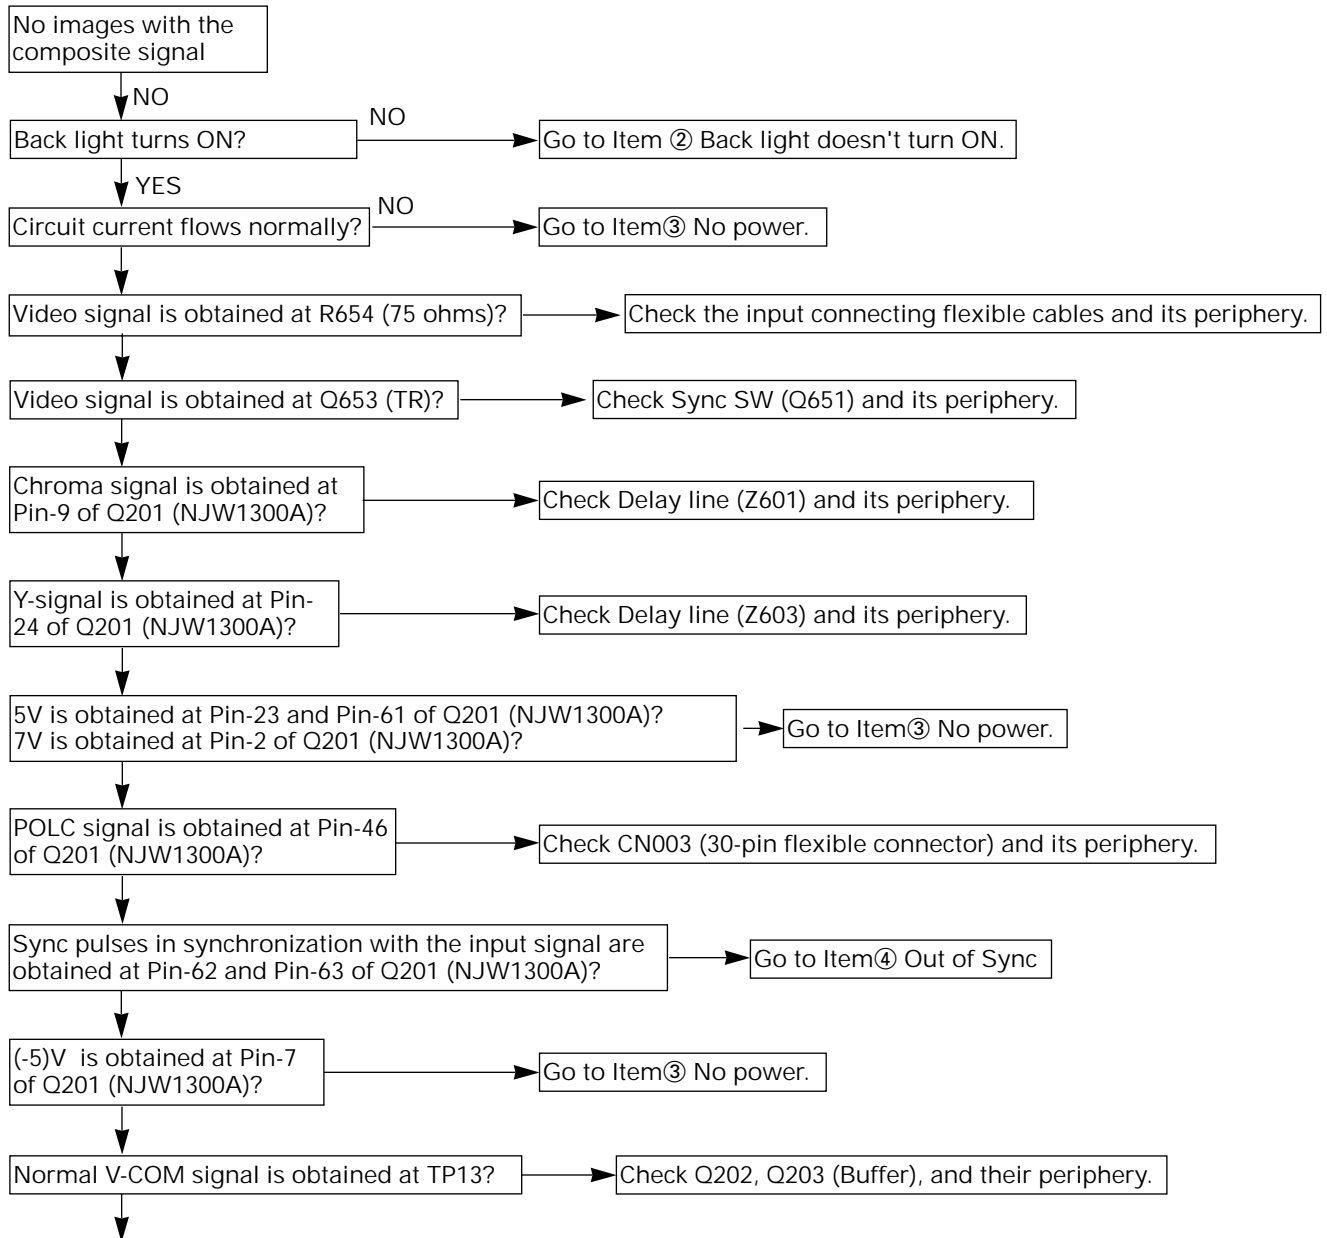 No images with the
composite signal
NO
Back light turns ON?
NO
Go to Item ② Back light doesn't turn ON.
YES
Circuit current flows normally?
NO
Go to Item③ No power.
Video signal is obtained at R654 (75 ohms)?
Check the input connecting flexible cables and its periphery.
Video signal is obtained at Q653 (TR)?
Check Sync SW (Q651) and its periphery.
Chroma signal is obtained at
Pin-9 of Q201 (NJW1300A)?
Check Delay line (Z601) and its periphery.
Y-signal is obtained at Pin-
24 of Q201 (NJW1300A)?
Check Delay line (Z603) and its periphery.
5V is obtained at Pin-23 and Pin-61 of Q201 (NJW1300A)?
7V is obtained at Pin-2 of Q201 (NJW1300A)?
Go to Item③ No power.
POLC signal is obtained at Pin-46
of Q201 (NJW1300A)?
Check CN003 (30-pin flexible connector) and its periphery.
Sync pulses in synchronization with the input signal are
obtained at Pin-62 and Pin-63 of Q201 (NJW1300A)?
Go to Item④ Out of Sync
(-5)V is obtained at Pin-7
of Q201 (NJW1300A)?
Go to Item③ No power.
Normal V-COM signal is obtained at TP13?
Check Q202, Q203 (Buffer), and their periphery.